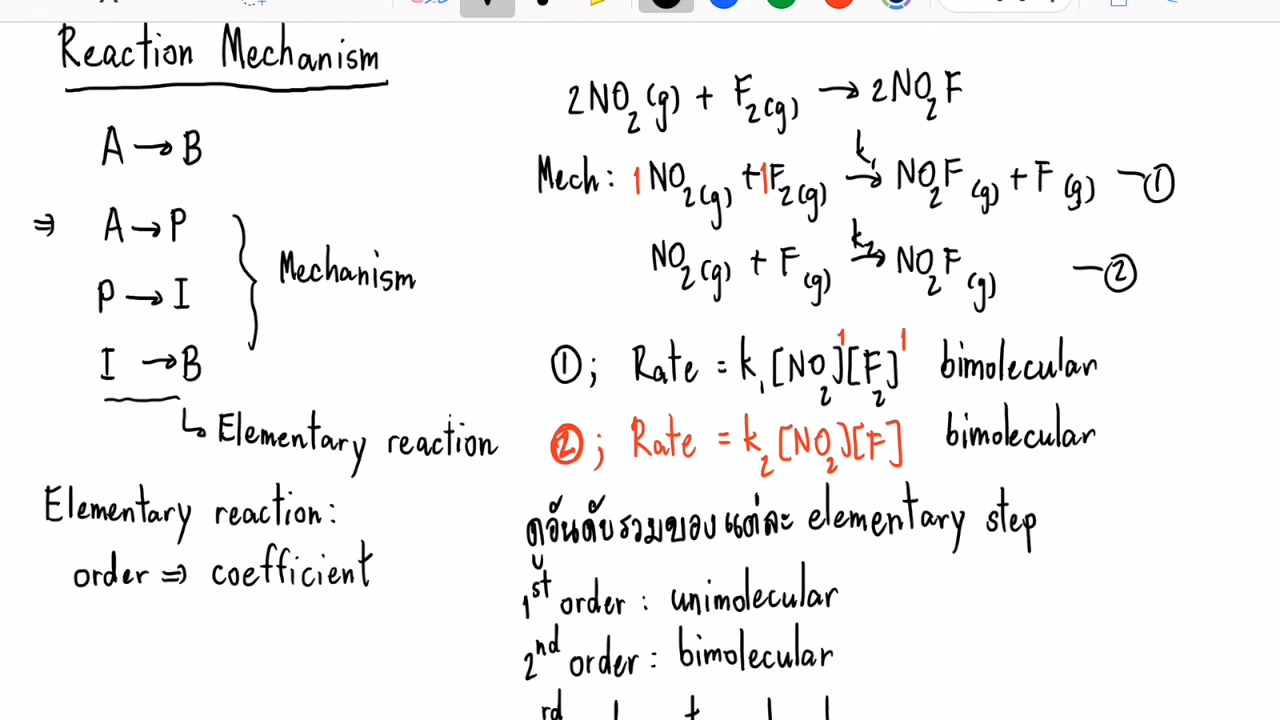 Reaction Mechanism
A → B
⇒ A → P
P → I
I → B
Mechanism
↳ Elementary reaction
Elementary reaction:
order ⇒ coefficient
2NO₂(g) + F₂(g) → 2NO₂F
Mech: 1NO₂(g) + 1F₂(g) →k₁ NO₂F(g) + F(g) —①
NO₂(g) + F(g) →k₂ NO₂F(g) —②
①; Rate = k₁[NO₂]¹[F₂]¹ bimolecular
②; Rate = k₂[NO₂][F] bimolecular
ดูอันดับรวมของแต่ละ elementary step
1st order: unimolecular
2nd order: bimolecular
rd